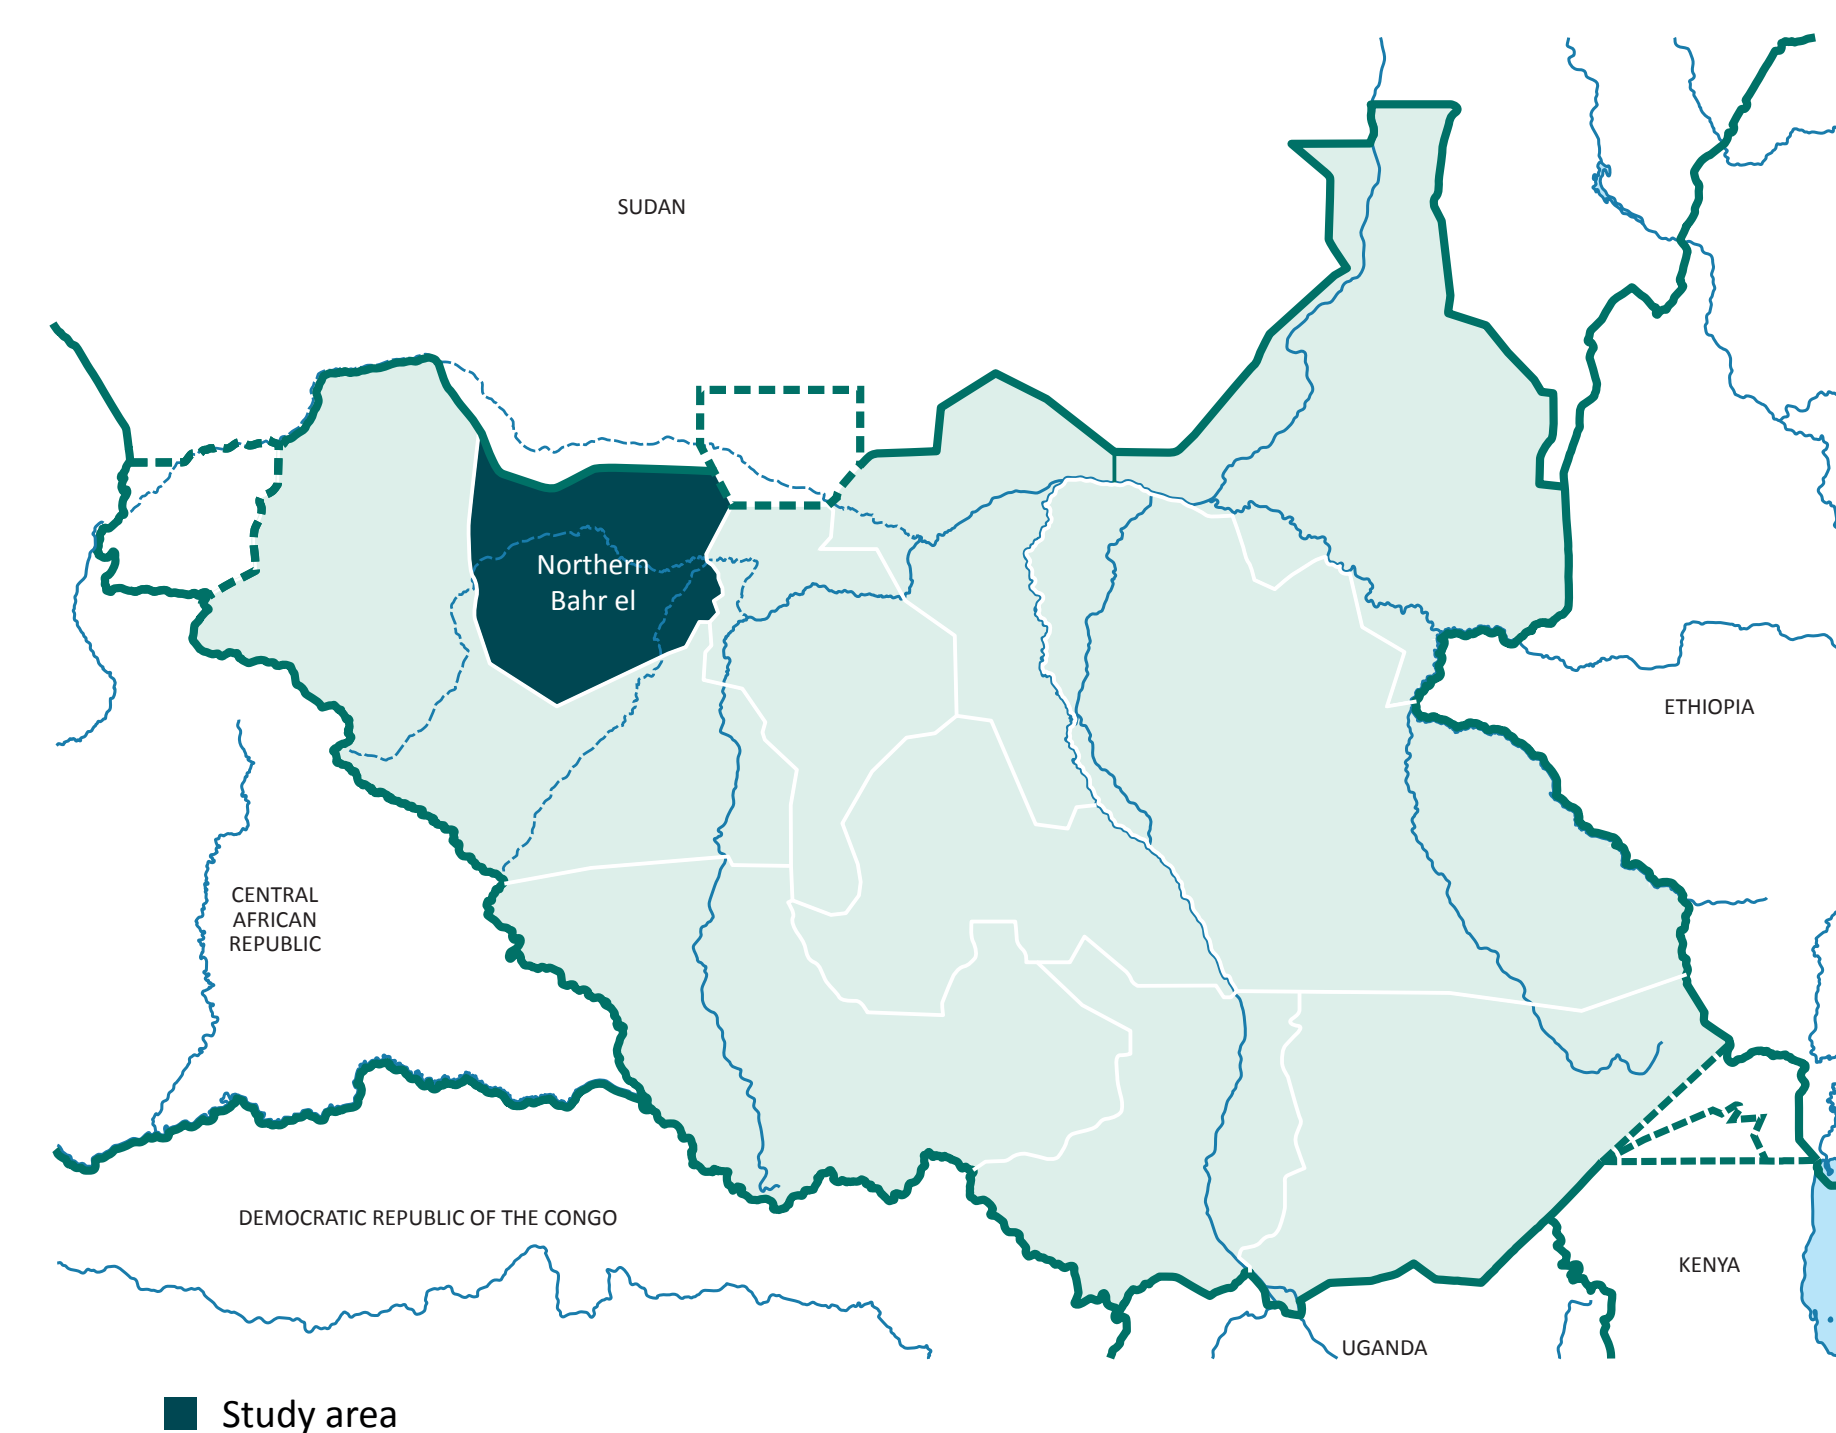 SUDAN
Northern
Bahr el
ETHIOPIA
CENTRAL
AFRICAN
REPUBLIC
DEMOCRATIC REPUBLIC OF THE CONGO
KENYA
UGANDA
Study area